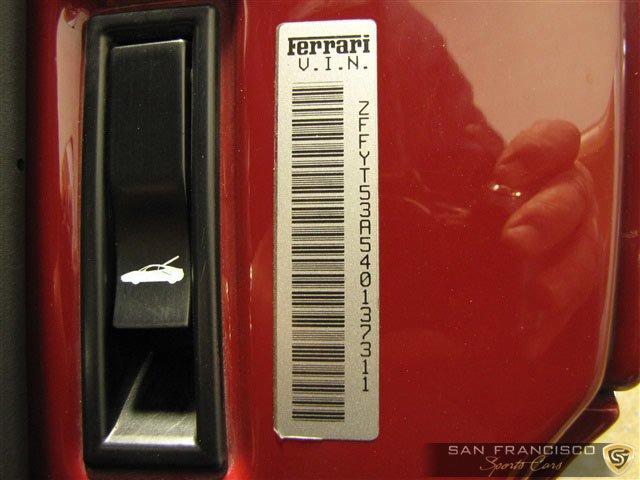 Ferrari
V.I.N.
ZFFYT53A540137311
SAN FRANCISCO
Sports Cars